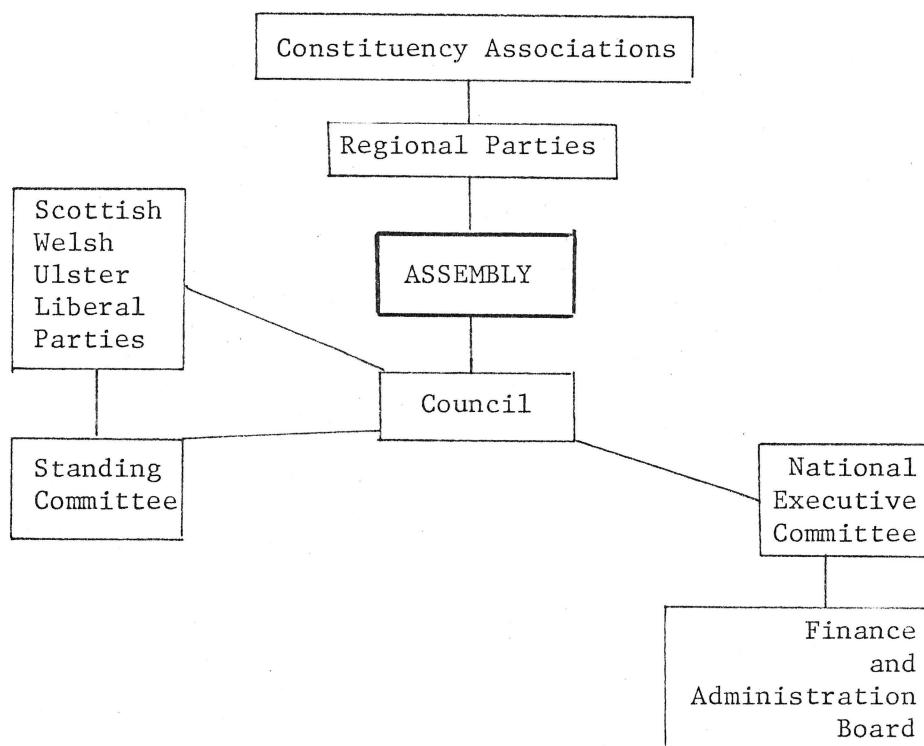 Constituency Associations
Regional Parties
Scottish
Welsh
Ulster
Liberal
Parties
ASSEMBLY
Council
Standing
Committee
National
Executive
Committee
Finance
and
Administration
Board